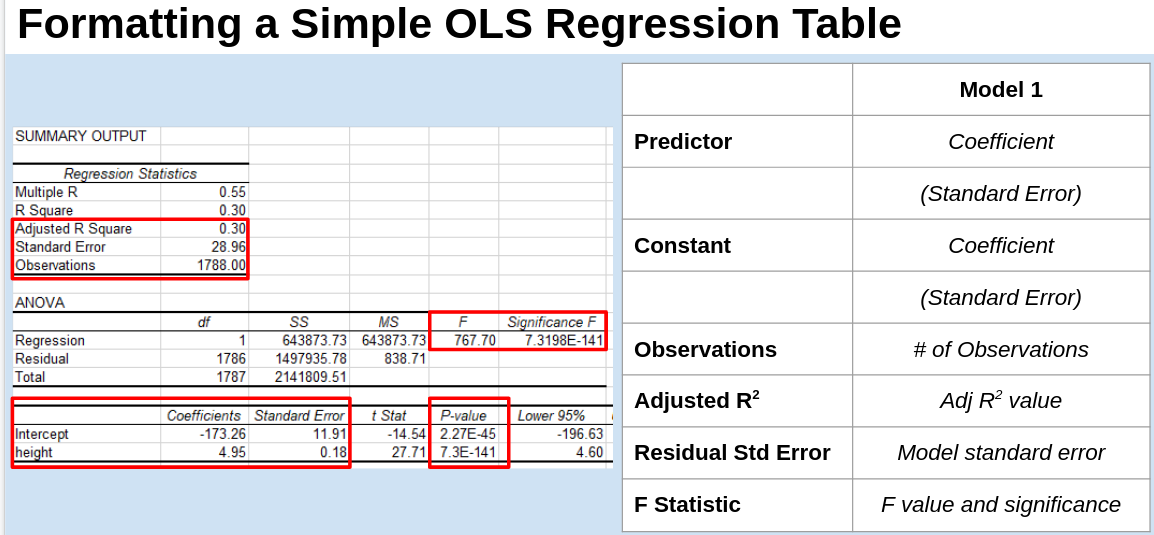 Formatting a Simple OLS Regression Table
SUMMARY OUTPUT
Regression Statistics
Multiple R 0.55
R Square 0.30
Adjusted R Square 0.30
Standard Error 28.96
Observations 1788.00
ANOVA
df SS MS F Significance F
Regression 1 643873.73 643873.73 767.70 7.3198E-141
Residual 1786 1497935.78 838.71
Total 1787 2141809.51
Coefficients Standard Error t Stat P-value Lower 95%
Intercept -173.26 11.91 -14.54 2.27E-45 -196.63
height 4.95 0.18 27.71 7.3E-141 4.60
Model 1
Predictor Coefficient
(Standard Error)
Constant Coefficient
(Standard Error)
Observations # of Observations
Adjusted R² Adj R² value
Residual Std Error Model standard error
F Statistic F value and significance